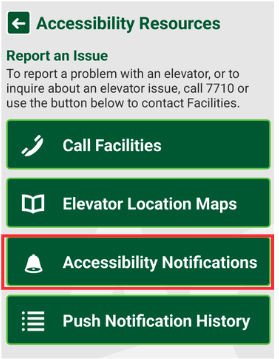 Accessibility Resources
Report an Issue
To report a problem with an elevator, or to
inquire about an elevator issue, call 7710 or
use the button below to contact Facilities.
Call Facilities
Elevator Location Maps
Accessibility Notifications
Push Notification History